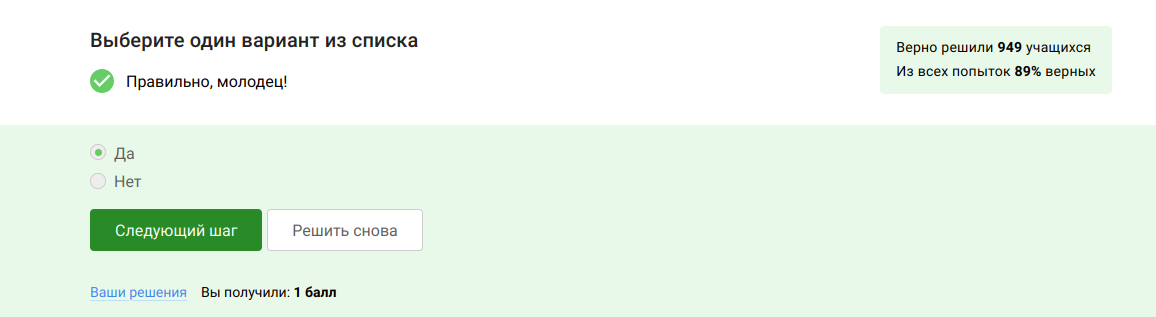 Выберите один вариант из списка
Правильно, молодец!
Верно решили 949 учащихся
Из всех попыток 89% верных
Да
Нет
Следующий шаг Решить снова
Ваши решения Вы получили: 1 балл